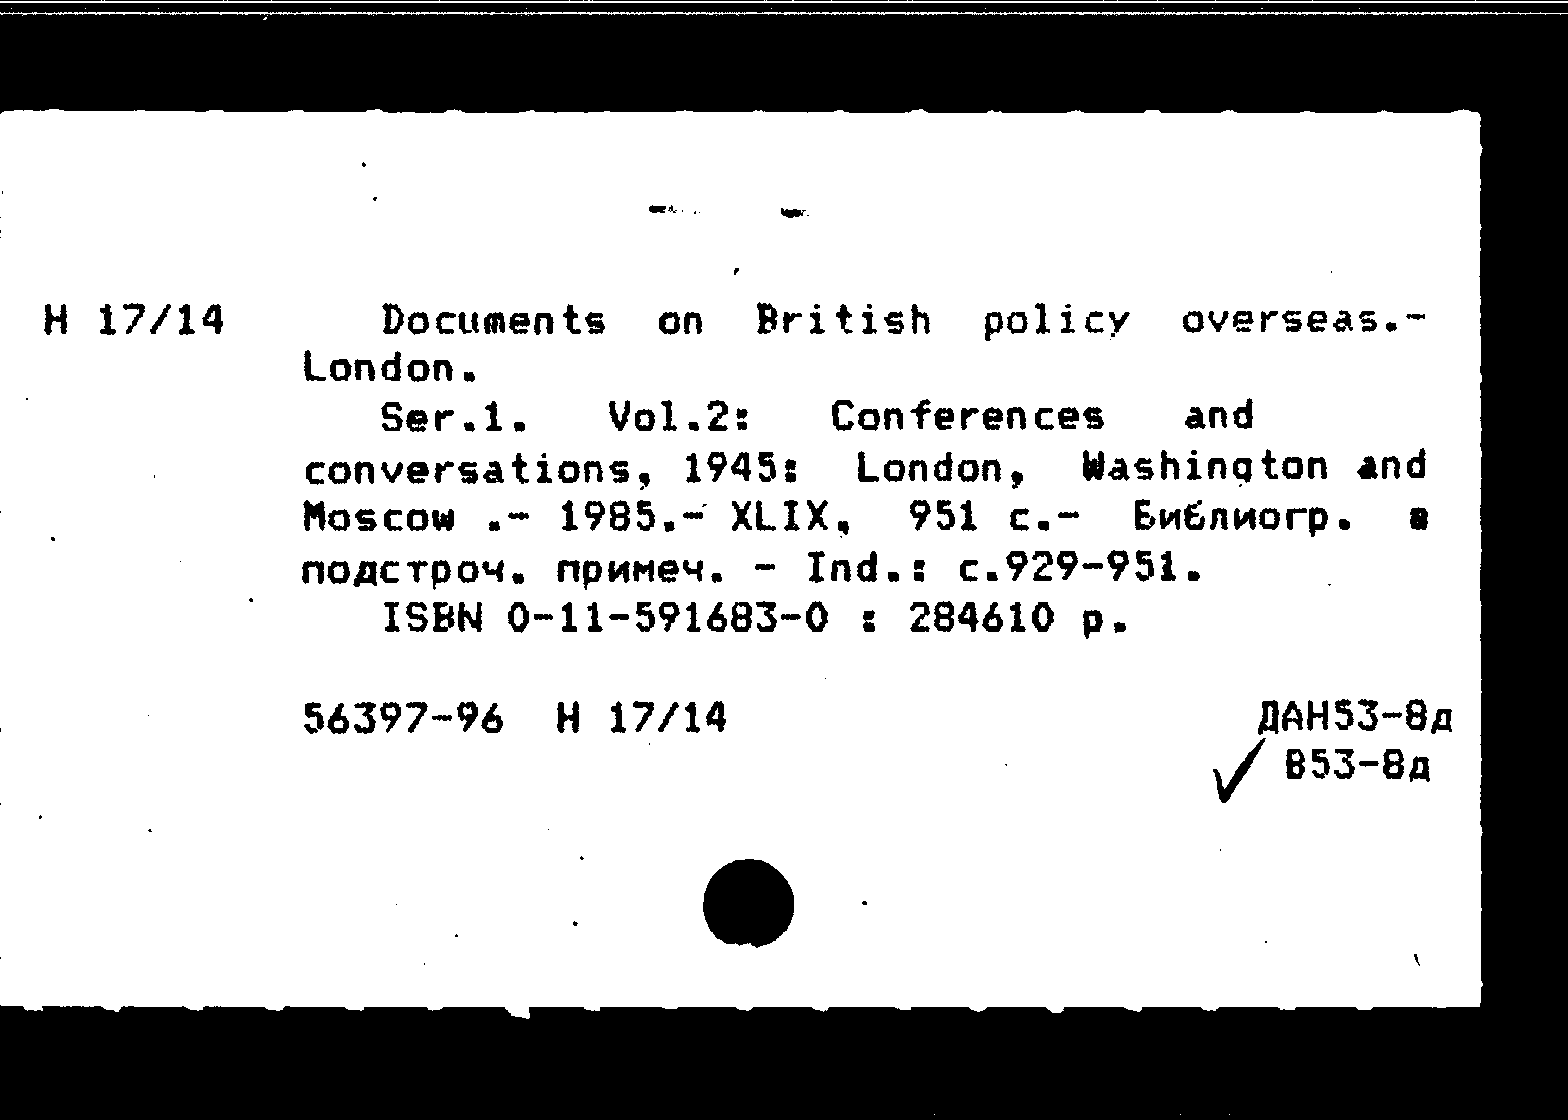 H 17/14 Documents on British policy overseas.-
London.
Ser.1. Vol.2: Conferences and
conversations, 1945: London, Washington and
Moscow .- 1985.- XLIX, 951 с.- Библиогр. в
подстроч. примеч. - Ind.: с.929-951.
ISBN 0-11-591683-0 : 284610 р.
56397-96 H 17/14 ДАН53-8д
В53-8д